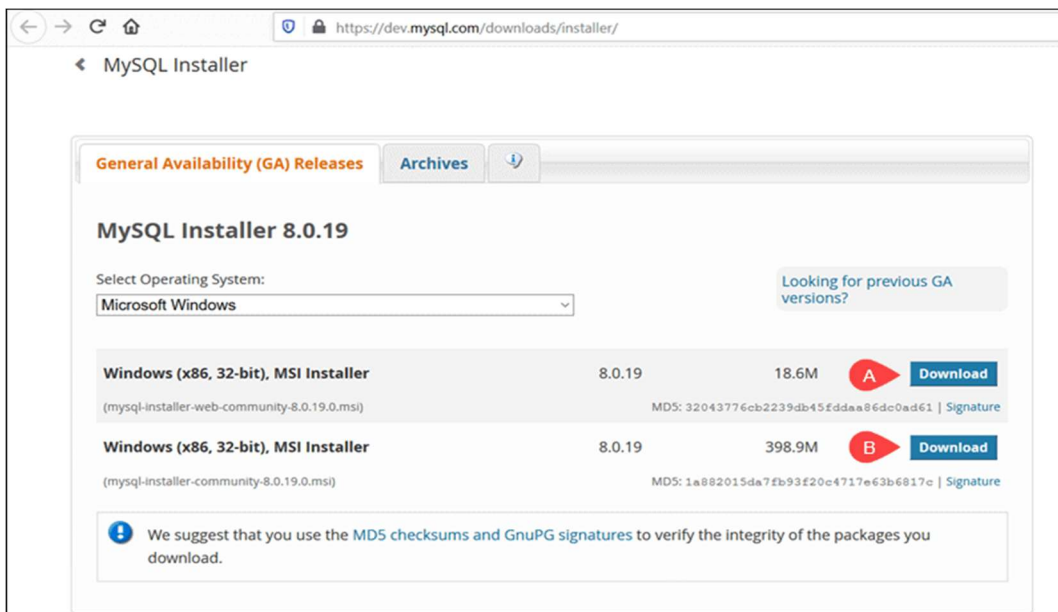 https://dev.mysql.com/downloads/installer/
MySQL Installer
General Availability (GA) Releases
Archives
MySQL Installer 8.0.19
Select Operating System:
Looking for previous GA versions?
Microsoft Windows
Windows (x86, 32-bit), MSI Installer 8.0.19 18.6M A Download
(mysql-installer-web-community-8.0.19.0.msi) MD5: 32043776cb2239db45fddaa86dc0ad61 | Signature
Windows (x86, 32-bit), MSI Installer 8.0.19 398.9M B Download
(mysql-installer-community-8.0.19.0.msi) MD5: 1a882015da7fb93f20c4717e63b6817c | Signature
We suggest that you use the MD5 checksums and GnuPG signatures to verify the integrity of the packages you
download.